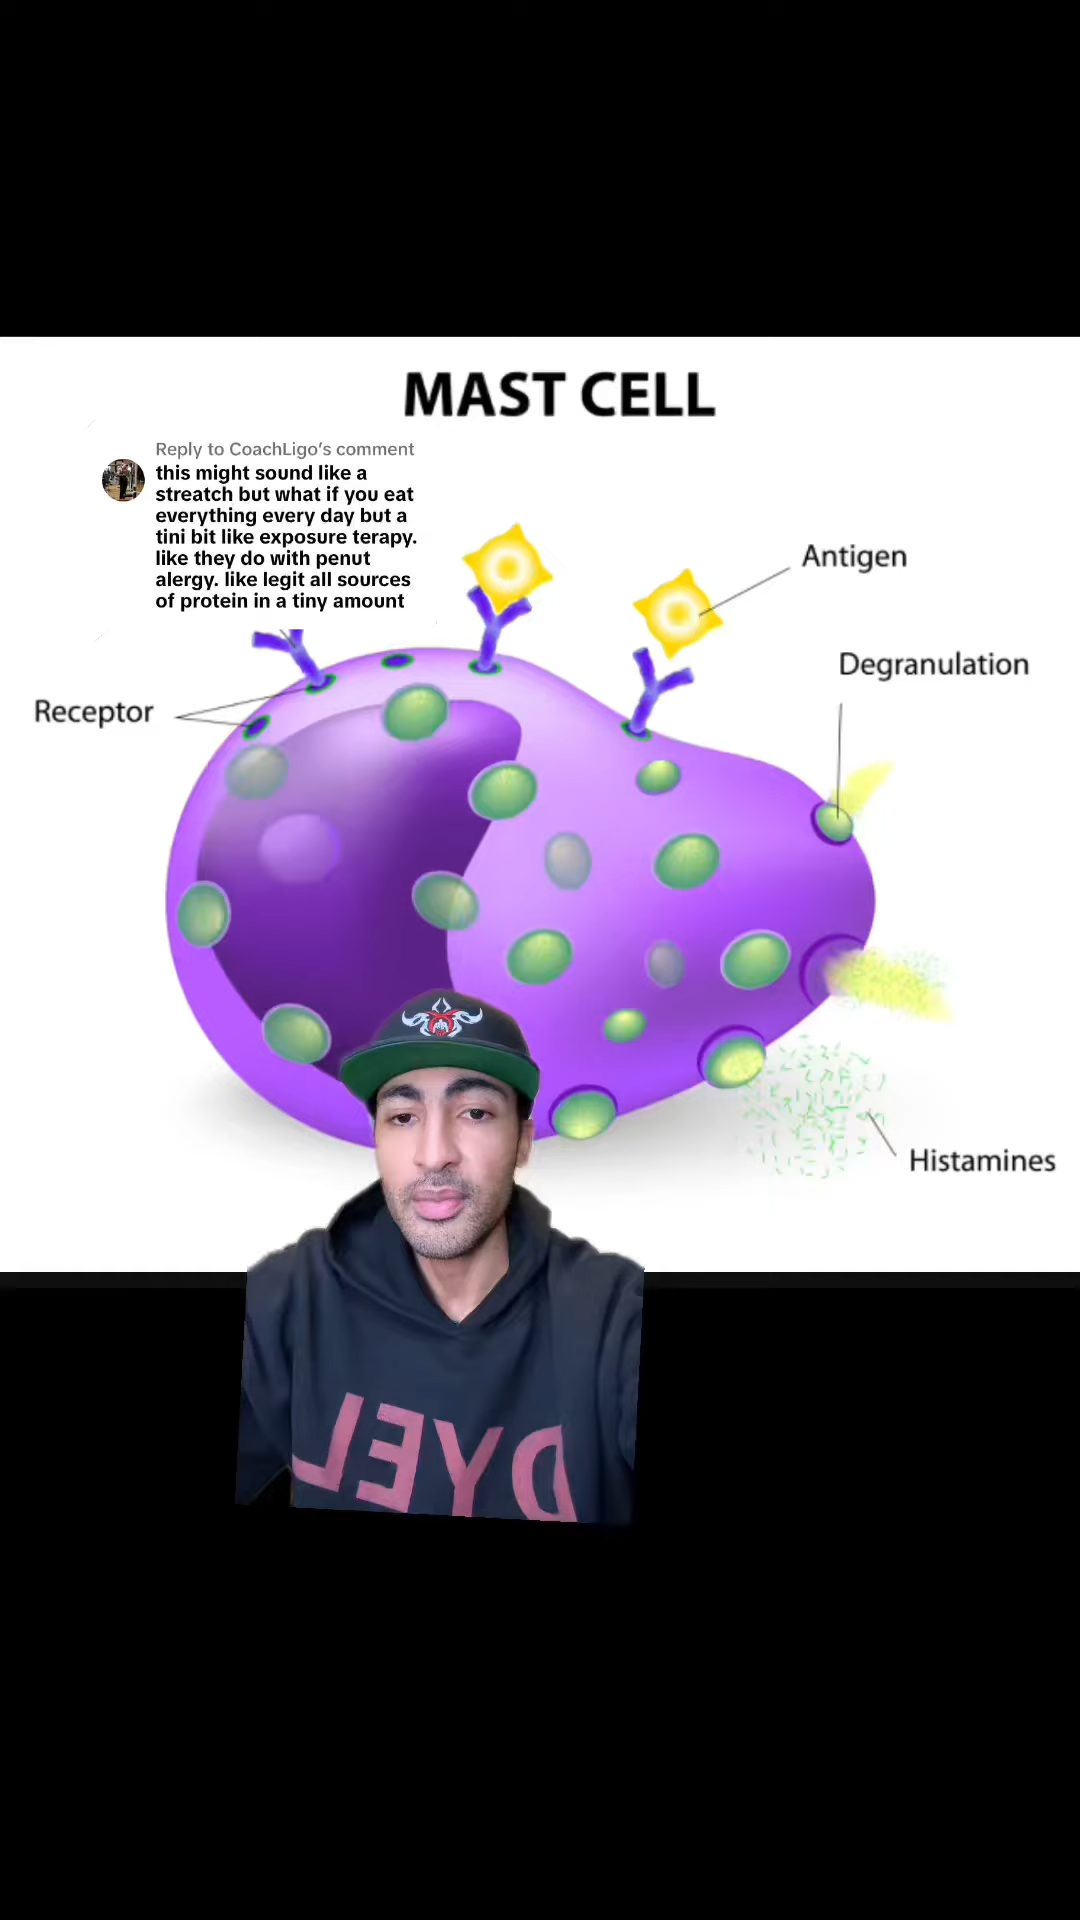 MAST CELL
Reply to CoachLigo's comment
this might sound like a
streatch but what if you eat
everything every day but a
tini bit like exposure terapy.
like they do with penut
alergy. like legit all sources
of protein in a tiny amount
Antigen
Degranulation
Receptor
Histamines
DYEL